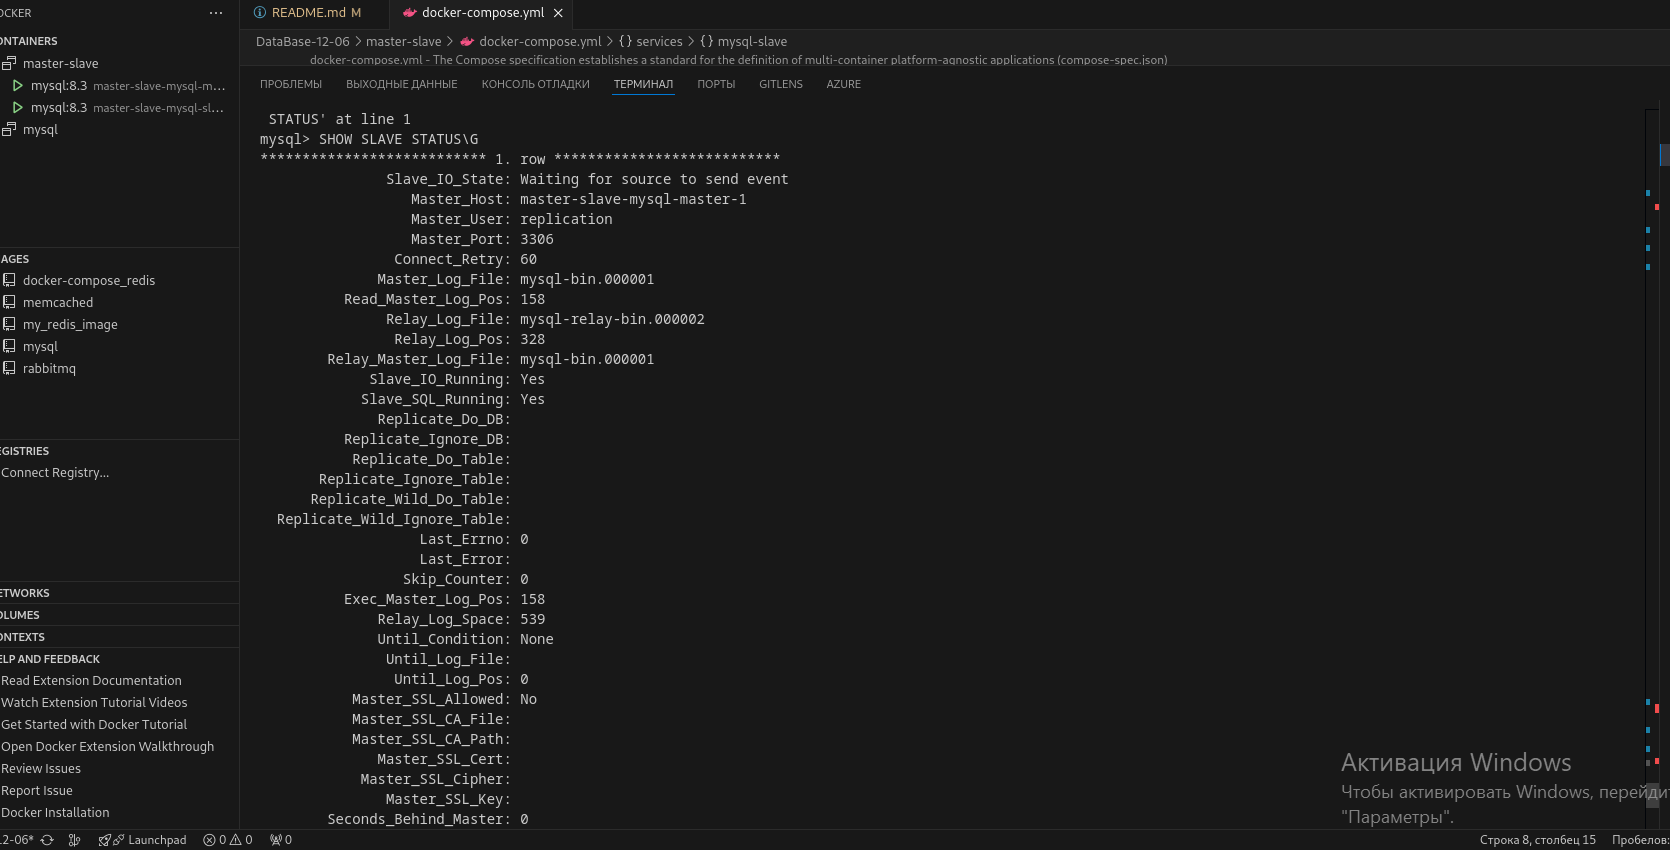 OCKER ···
ONTAINERS
master-slave
mysql:8.3 master-slave-mysql-m...
mysql:8.3 master-slave-mysql-sl...
mysql
AGES
docker-compose_redis
memcached
my_redis_image
mysql
rabbitmq
EGISTRIES
Connect Registry...
ETWORKS
OLUMES
ONTEXTS
ELP AND FEEDBACK
Read Extension Documentation
Watch Extension Tutorial Videos
Get Started with Docker Tutorial
Open Docker Extension Walkthrough
Review Issues
Report Issue
Docker Installation
README.md M docker-compose.yml
DataBase-12-06 > master-slave > docker-compose.yml > {} services > {} mysql-slave
docker-compose.yml - The Compose specification establishes a standard for the definition of multi-container platform-agnostic applications (compose-spec.json)
ПРОБЛЕМЫ ВЫХОДНЫЕ ДАННЫЕ КОНСОЛЬ ОТЛАДКИ ТЕРМИНАЛ ПОРТЫ GITLENS AZURE
STATUS' at line 1
mysql> SHOW SLAVE STATUS\G
*************************** 1. row ***************************
Slave_IO_State: Waiting for source to send event
Master_Host: master-slave-mysql-master-1
Master_User: replication
Master_Port: 3306
Connect_Retry: 60
Master_Log_File: mysql-bin.000001
Read_Master_Log_Pos: 158
Relay_Log_File: mysql-relay-bin.000002
Relay_Log_Pos: 328
Relay_Master_Log_File: mysql-bin.000001
Slave_IO_Running: Yes
Slave_SQL_Running: Yes
Replicate_Do_DB:
Replicate_Ignore_DB:
Replicate_Do_Table:
Replicate_Ignore_Table:
Replicate_Wild_Do_Table:
Replicate_Wild_Ignore_Table:
Last_Errno: 0
Last_Error:
Skip_Counter: 0
Exec_Master_Log_Pos: 158
Relay_Log_Space: 539
Until_Condition: None
Until_Log_File:
Until_Log_Pos: 0
Master_SSL_Allowed: No
Master_SSL_CA_File:
Master_SSL_CA_Path:
Master_SSL_Cert:
Master_SSL_Cipher:
Master_SSL_Key:
Seconds_Behind_Master: 0
Активация Windows
Чтобы активировать Windows, перейдит
"Параметры".
12-06* Launchpad 0 0 0 Строка 8, столбец 15 Пробелов: